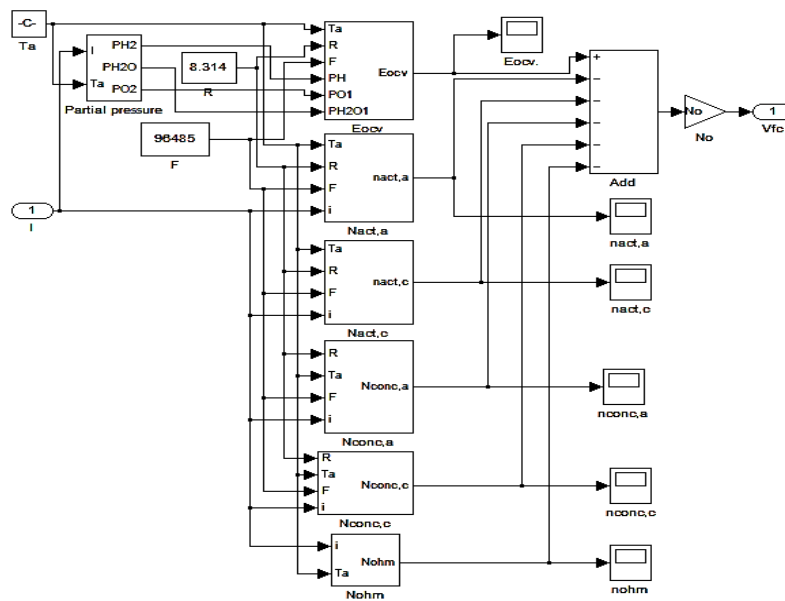 -C-
Ta
I
Ta
PH2
PH2O
PO2
Partial pressure
8.314
R
96485
F
1
I
Ta
R
F
PH
PO1
PH2O1
Eocv
Eocv
Eocv.
Ta
R
F
i
nact,a
Nact,a
Ta
R
F
i
nact,c
Nact,c
R
Ta
F
i
Nconc,a
Nconc,a
R
Ta
F
i
Nconc,c
Nconc,c
i
Ta
Nohm
Nohm
+
−
−
−
−
−
Add
No
No
1
Vfc
nact,a
nact,c
nconc,a
nconc,c
nohm